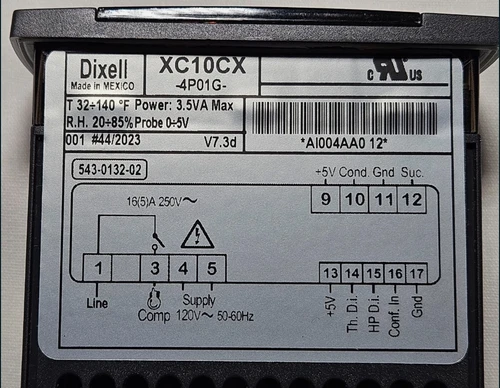 Dixell
Made in MEXICO
XC10CX
-4P01G-
C RU US
T 32÷140 °F Power: 3.5VA Max
R.H. 20÷85% Probe 0÷5V
001 #44/2023 V7.3d
*AI004AA0 12*
543-0132-02
+5V Cond. Gnd Suc.
9 10 11 12
16(5)A 250V~
1 3 4 5
13 14 15 16 17
Line
Comp
Supply
120V~ 50-60Hz
+5V
Th. D.i.
HP D.i.
Conf. In
Gnd